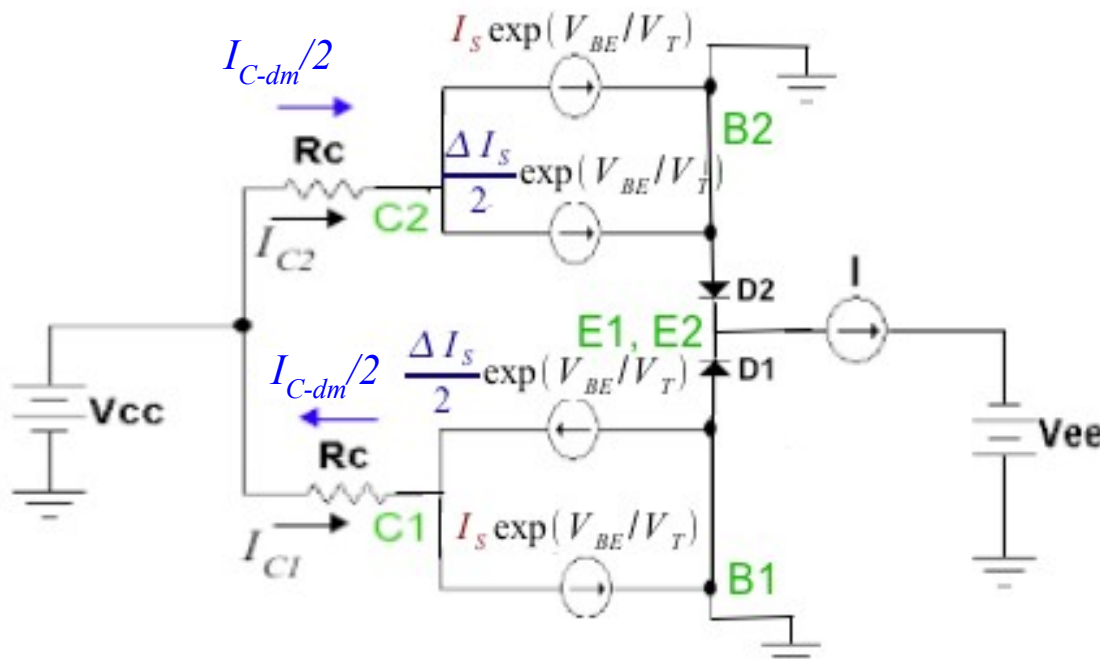 I_S exp(V_BE/V_T)
I_C-dm/2
B2
Rc
ΔI_S/2 exp(V_BE/V_T)
C2
I_C2
D2
I
E1, E2
I_C-dm/2
ΔI_S/2 exp(V_BE/V_T)
D1
Vcc
Vee
Rc
C1
I_S exp(V_BE/V_T)
I_C1
B1